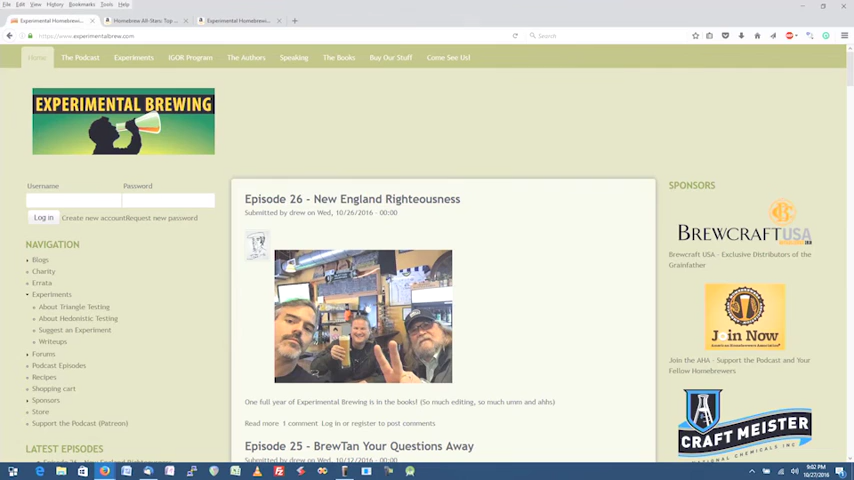 File Edit View History Bookmarks Tools Help
Experimental Homebrewi...
Homebrew All-Stars: Top ...
Experimental Homebrewing...
https://www.experimentalbrew.com
Search
Home The Podcast Experiments IGOR Program The Authors Speaking The Books Buy Our Stuff Come See Us!
EXPERIMENTAL BREWING
Username Password
Log in Create new accountRequest new password
NAVIGATION
Blogs
Charity
Errata
Experiments
About Triangle Testing
About Hedonistic Testing
Suggest an Experiment
Writeups
Forums
Podcast Episodes
Recipes
Shopping cart
Sponsors
Store
Support the Podcast (Patreon)
LATEST EPISODES
Episode 26 - New England Righteousness
Submitted by drew on Wed, 10/26/2016 - 00:00
One full year of Experimental Brewing is in the books! (So much editing, so much umm and ahhs)
Read more 1 comment Log in or register to post comments
Episode 25 - BrewTan Your Questions Away
Submitted by drew on Wed, 10/12/2016 - 00:00
SPONSORS
BREWCRAFTUSA
Brewcraft USA - Exclusive Distributors of the
Grainfather
Join Now
Join the AHA - Support the Podcast and Your
Fellow Homebrewers
CRAFT MEISTER
NATIONAL CHEMICALS INC
9:02 PM
10/27/2016